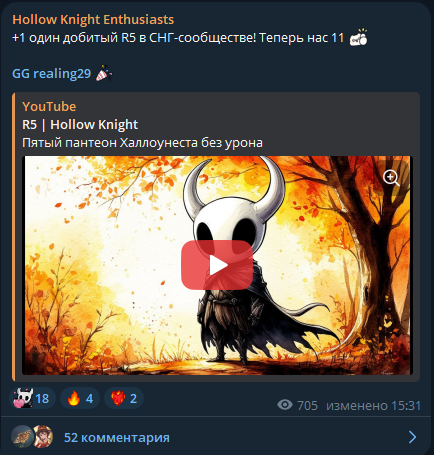 Hollow Knight Enthusiasts
+1 один добитый R5 в СНГ-сообществе! Теперь нас 11
GG realing29
YouTube
R5 | Hollow Knight
Пятый пантеон Халлоунеста без урона
18 4 2
705 изменено 15:31
52 комментария